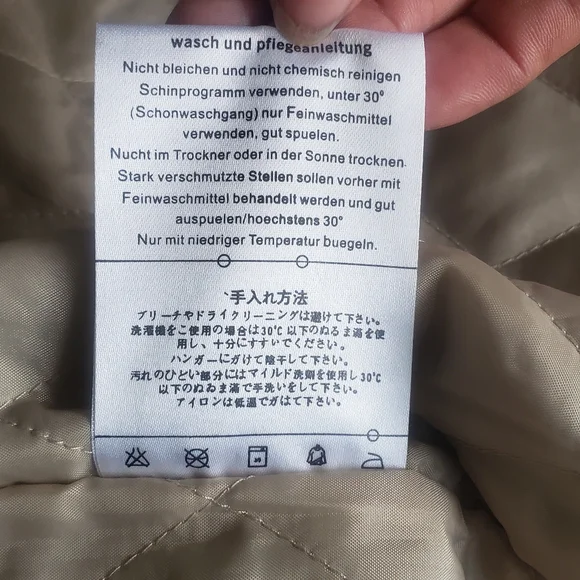 wasch und pflegeanleitung
Nicht bleichen und nicht chemisch reinigen
Schinprogramm verwenden, unter 30°
(Schonwaschgang) nur Feinwaschmittel
verwenden, gut spuelen.
Nucht im Trockner oder in der Sonne trocknen.
Stark verschmutzte Stellen sollen vorher mit
Feinwaschmittel behandelt werden und gut
auspuelen/hoechstens 30°
Nur mit niedriger Temperatur buegeln.
`手入れ方法
ブリーチやドライクリーニングは避けて下さい。
洗濯機をご使用の場合は30℃以下のぬるま満を使
用し、十分にすすいでください。
ハンガーにがけて陰干して下さい。
汚れのひどい部分にはマイルド洗剤を使用し30℃
以下のぬゐま満で手洗いをして下さい。
アイロンは低温でがはて下さい。
30